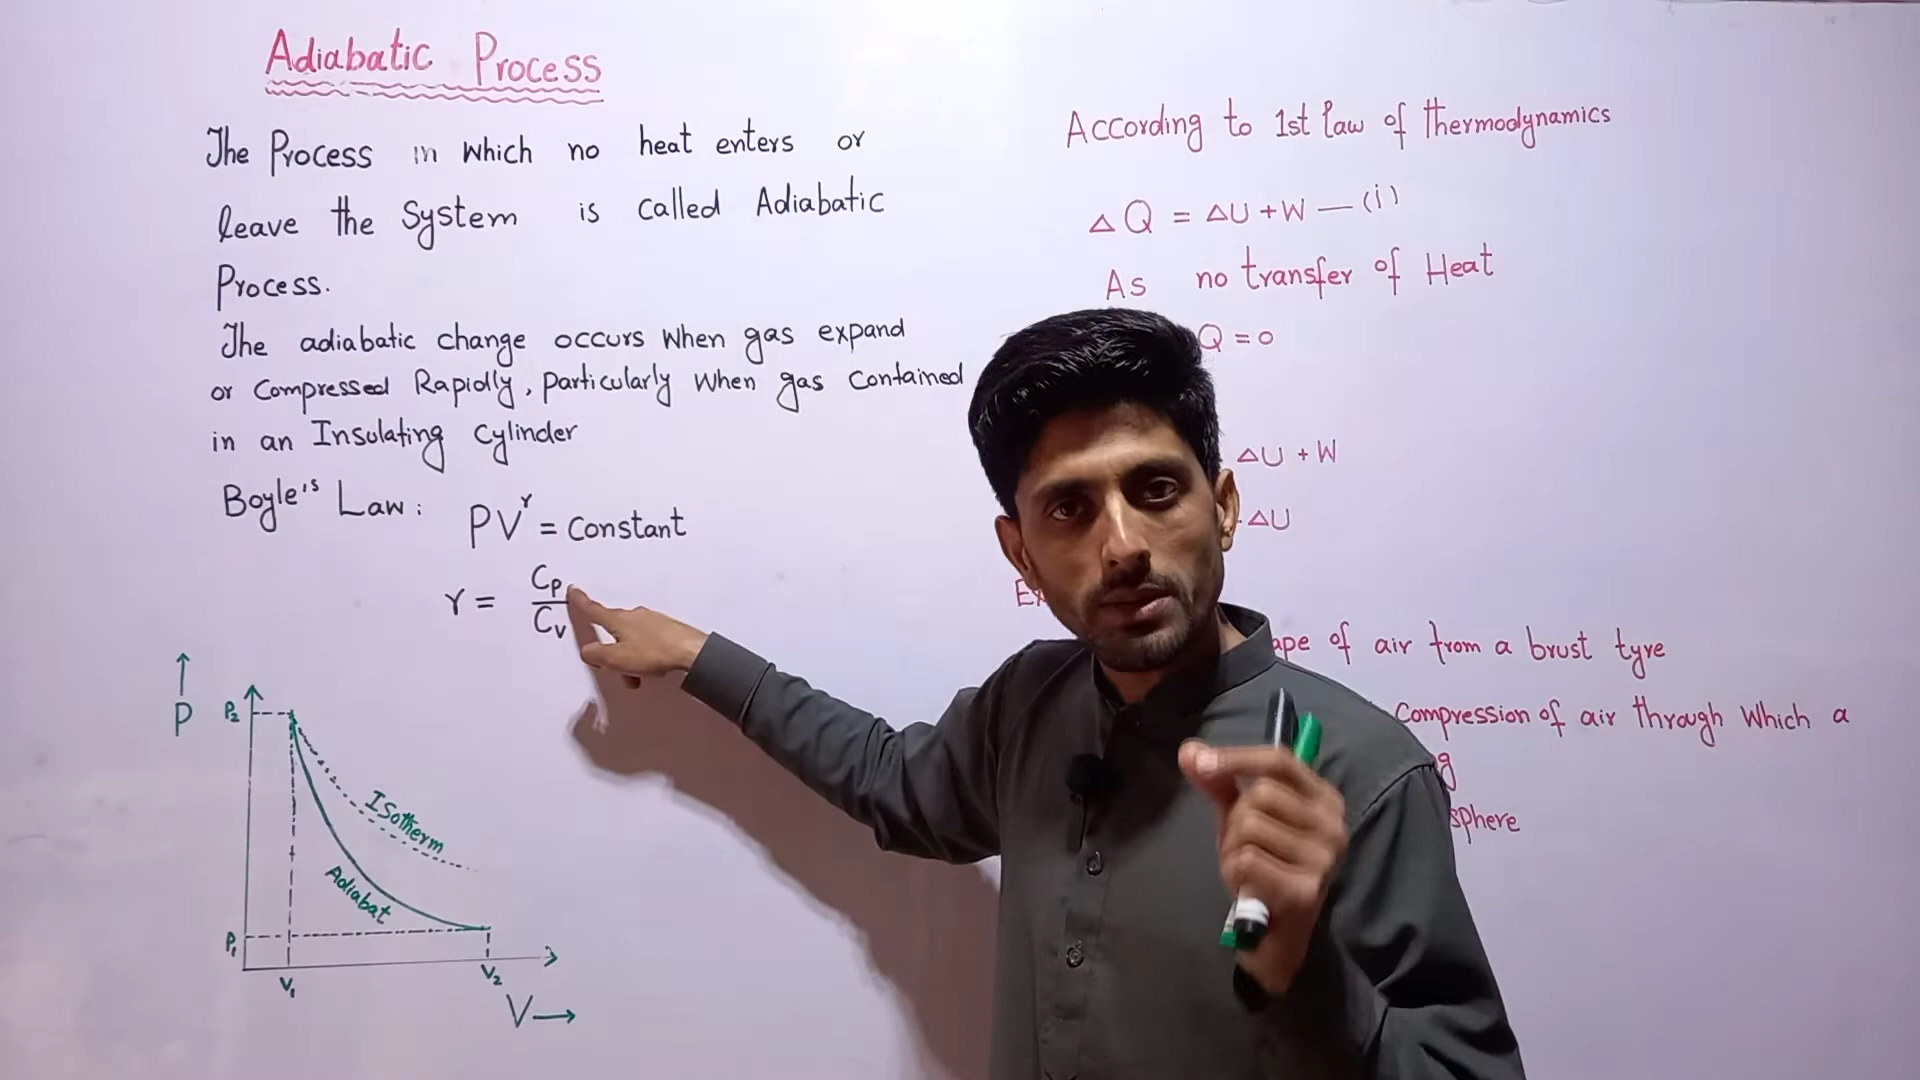 Adiabatic Process
The Process in which no heat enters or
leave the System is called Adiabatic
Process.
The adiabatic change occurs when gas expand
or Compressed Rapidly, particularly when gas Contained
in an Insulating Cylinder
Boyle's Law: PV^γ = Constant
γ = Cp/Cv
P
P₂
Isotherm
Adiabat
P₁
V₁
V₂
V
According to 1st law of thermodynamics
ΔQ = ΔU + W — (i)
As no transfer of Heat
Q = 0
ΔU + W
ΔU
of air from a brust tyre
Compression of air through which a